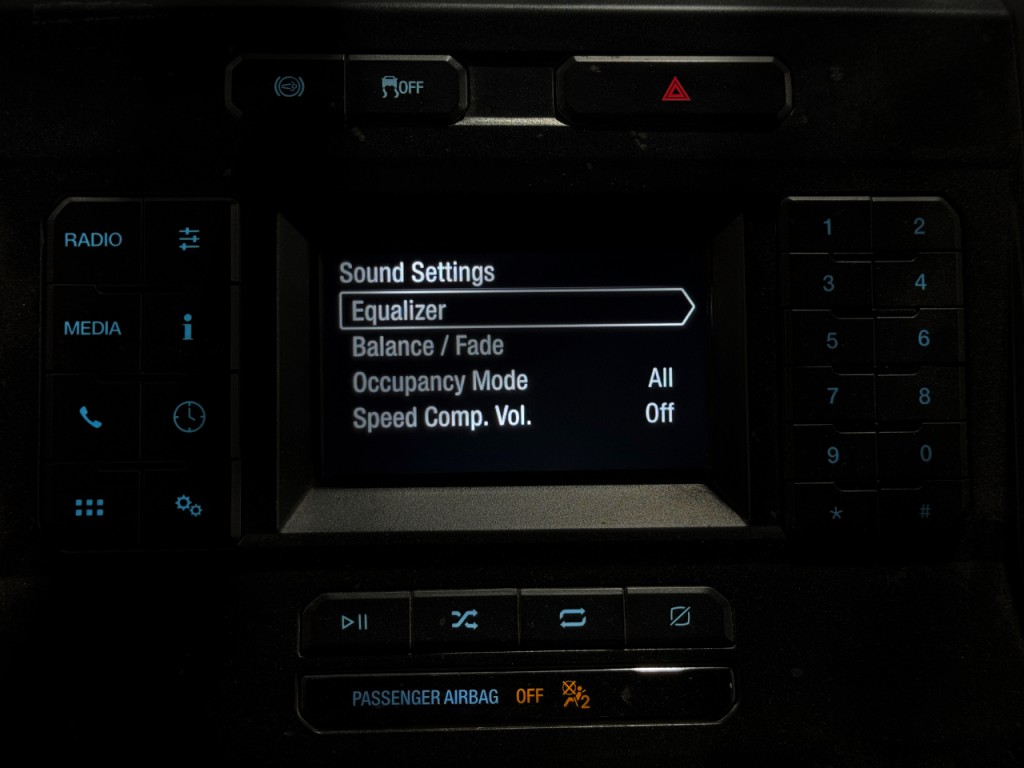 OFF
RADIO
MEDIA
Sound Settings
Equalizer
Balance / Fade
Occupancy Mode All
Speed Comp. Vol. Off
1 2
3 4
5 6
7 8
9 0
* #
PASSENGER AIRBAG OFF 2